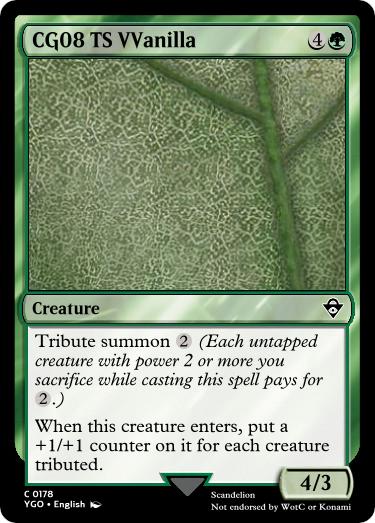 CG08 TS VVanilla 4
Creature
Tribute summon 2 (Each untapped
creature with power 2 or more you
sacrifice while casting this spell pays for
2.)
When this creature enters, put a
+1/+1 counter on it for each creature
tributed.
4/3
C 0178
YGO • English
Scandelion
Not endorsed by WotC or Konami